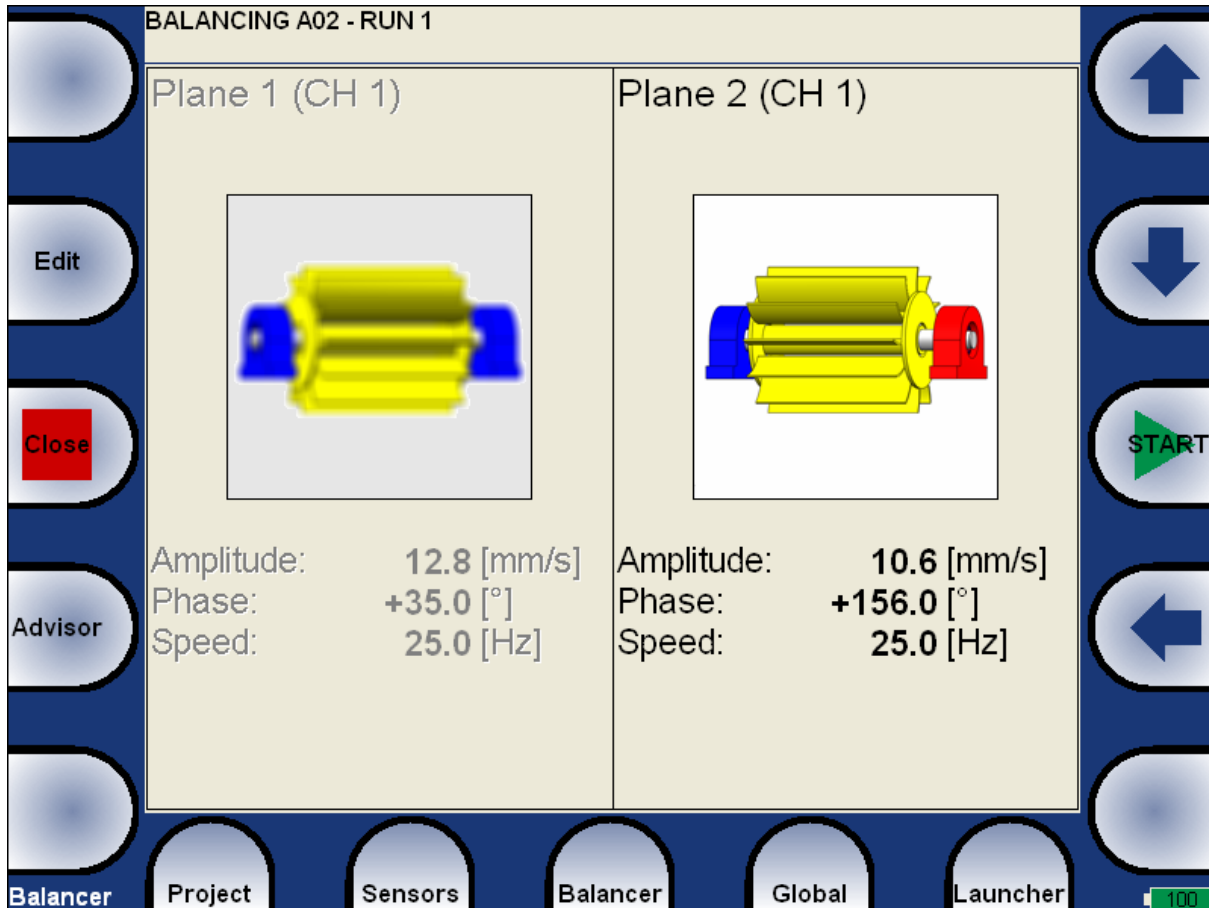 BALANCING A02 - RUN 1
Plane 1 (CH 1)
Plane 2 (CH 1)
Edit
Close
START
Amplitude: 12.8 [mm/s]
Phase: +35.0 [°]
Speed: 25.0 [Hz]
Amplitude: 10.6 [mm/s]
Phase: +156.0 [°]
Speed: 25.0 [Hz]
Advisor
Balancer
Project
Sensors
Balancer
Global
Launcher
100